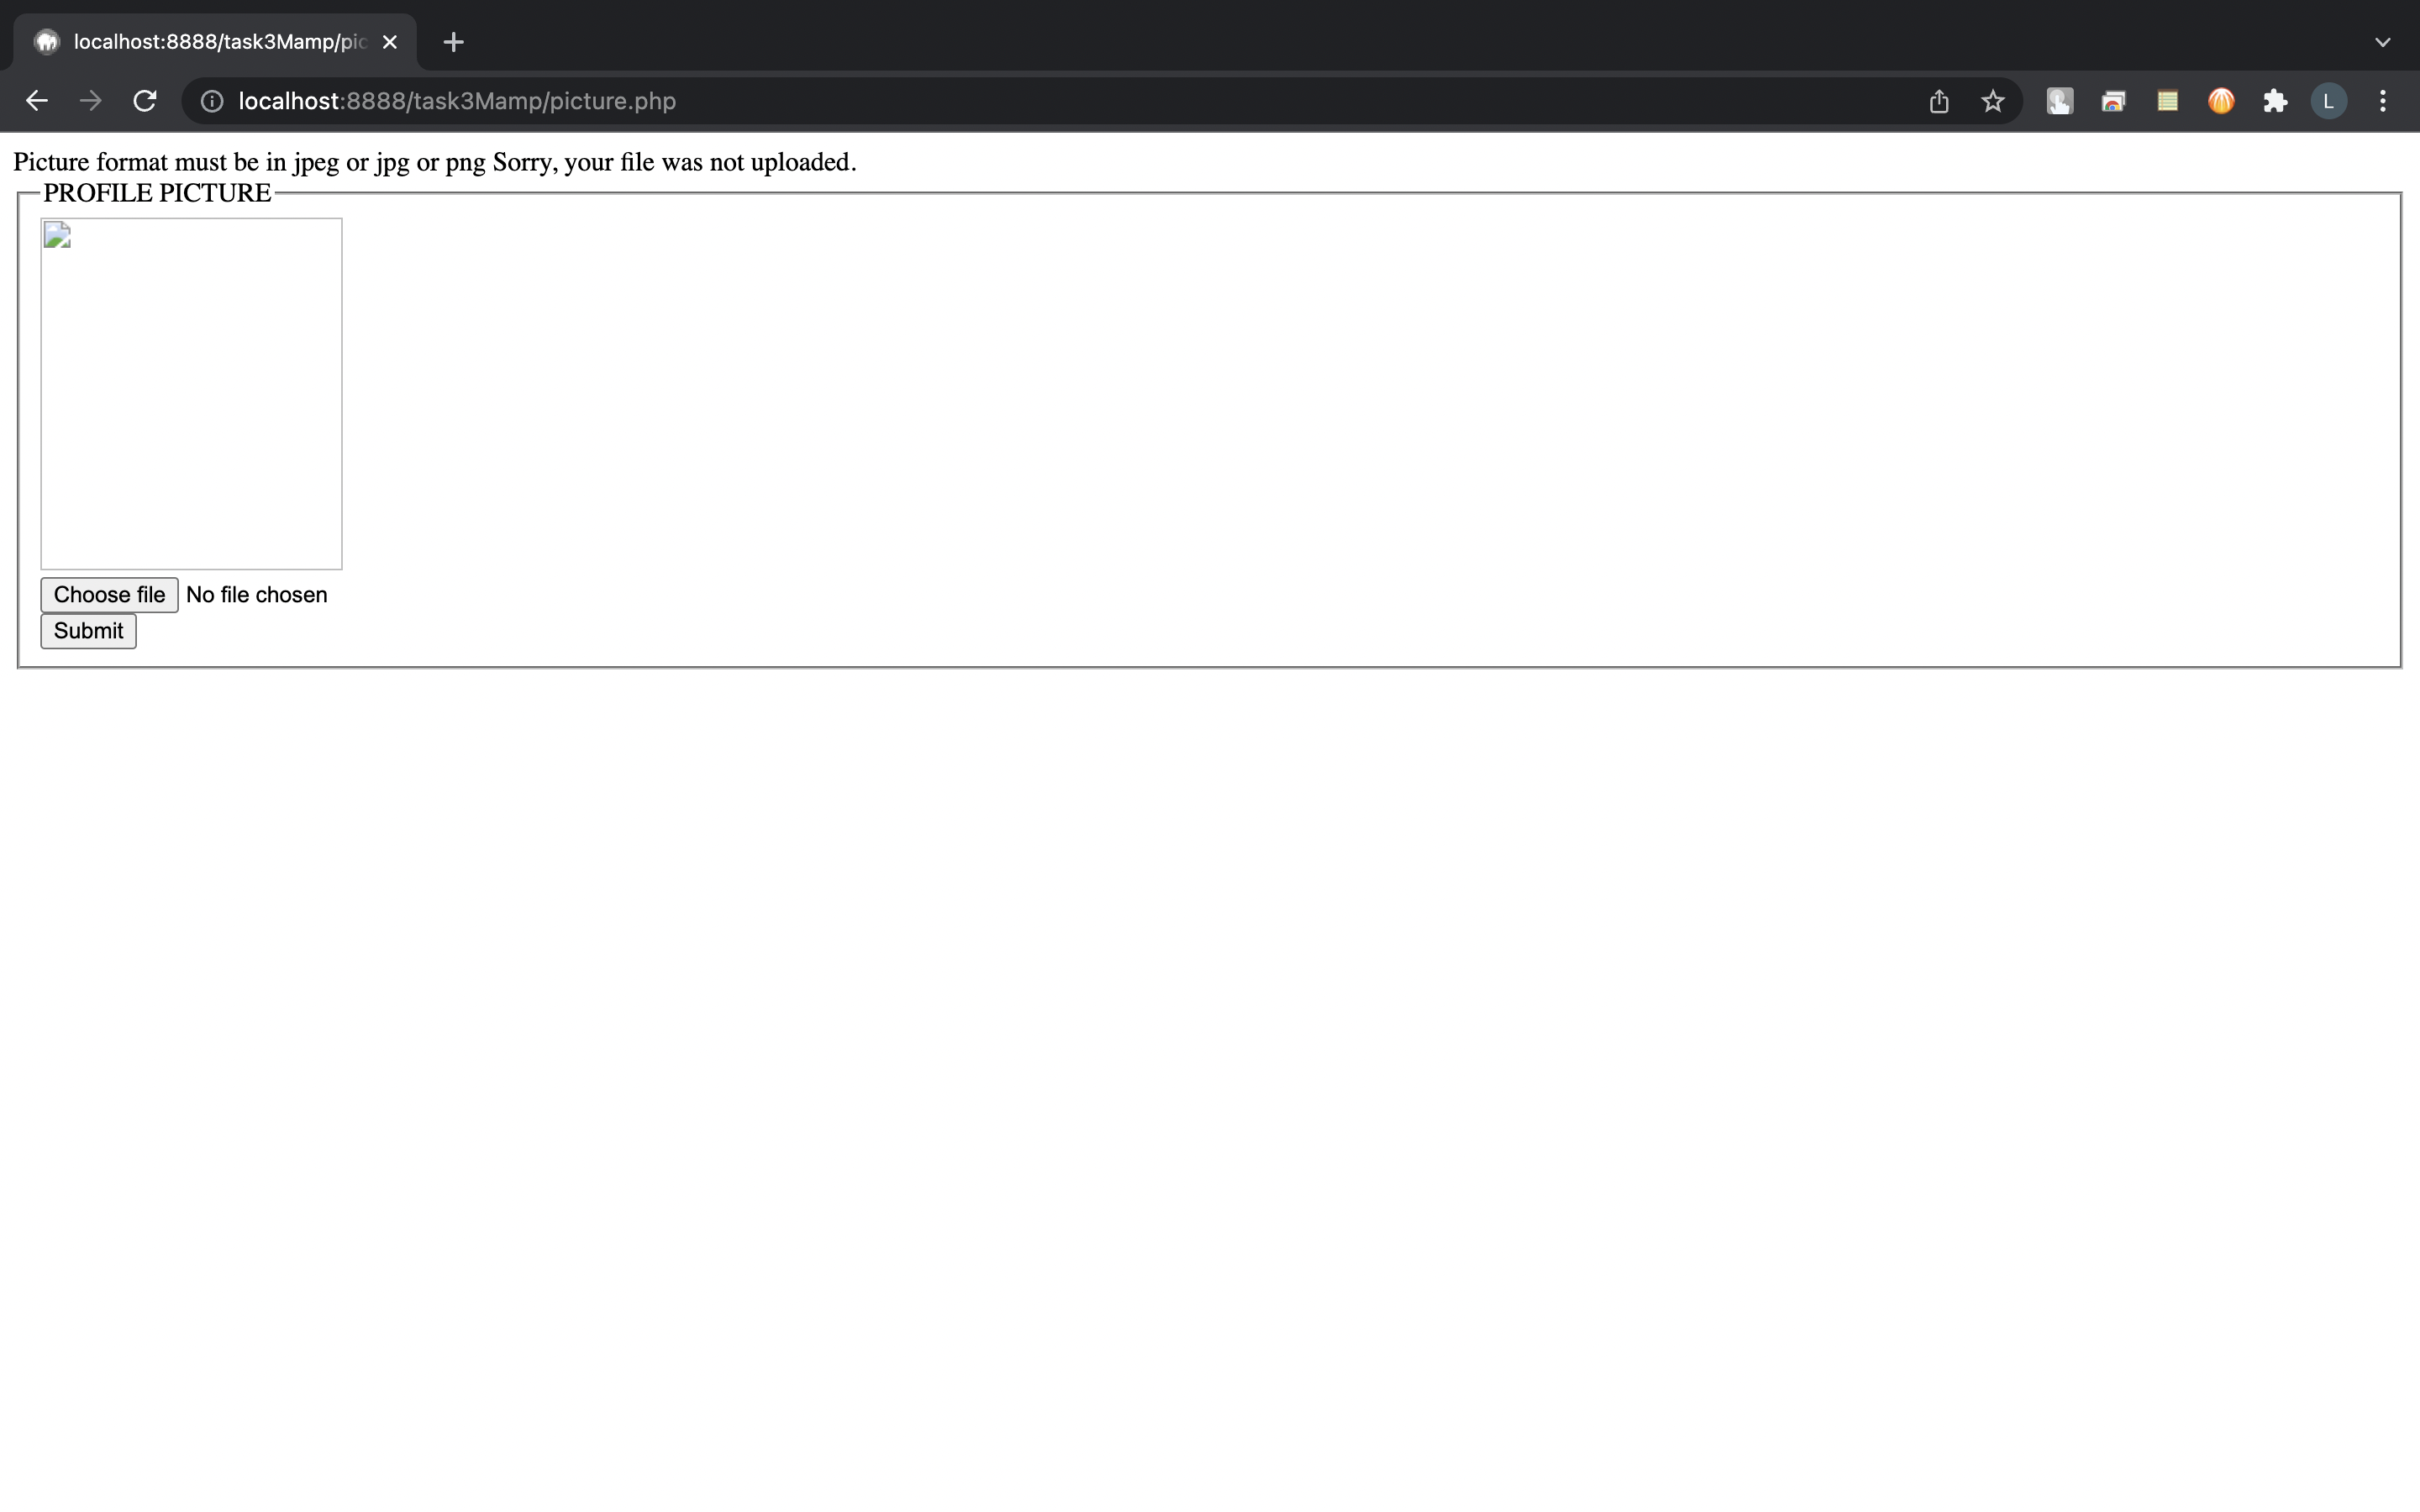 localhost:8888/task3Mamp/pic
localhost:8888/task3Mamp/picture.php
L
Picture format must be in jpeg or jpg or png Sorry, your file was not uploaded.
PROFILE PICTURE
Choose file No file chosen
Submit